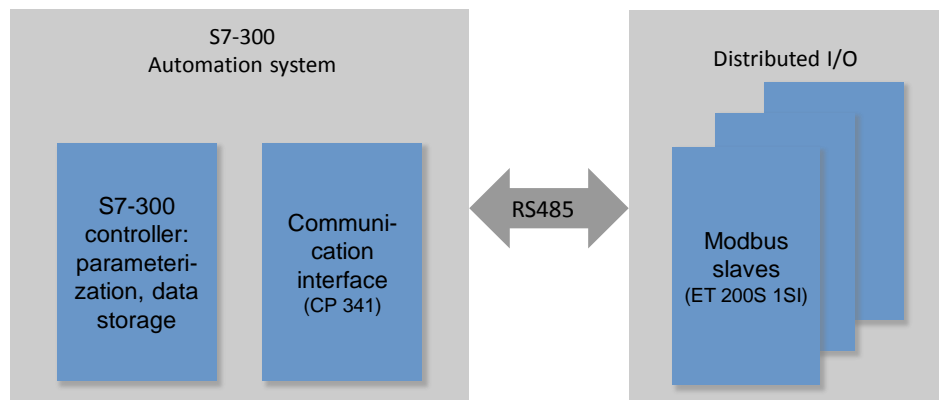 S7-300
Automation system
S7-300
controller:
parameteri-
zation, data
storage
Communi-
cation
interface
(CP 341)
RS485
Distributed I/O
Modbus
slaves
(ET 200S 1SI)